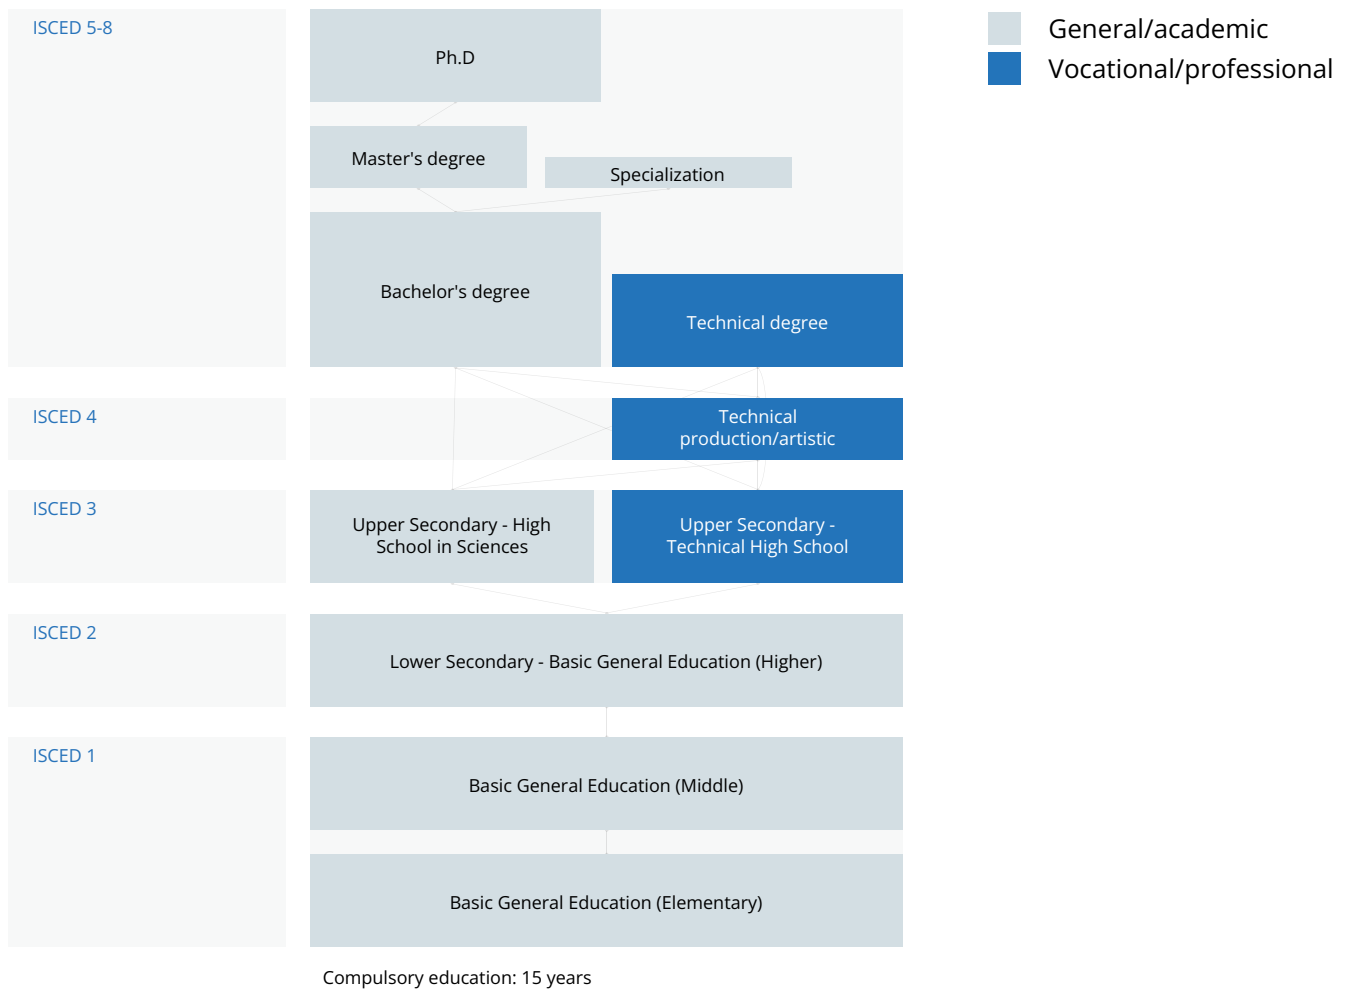 ISCED 5-8
Ph.D
Master's degree
Specialization
Bachelor's degree
Technical degree
ISCED 4
Technical
production/artistic
ISCED 3
Upper Secondary - High
School in Sciences
Upper Secondary -
Technical High School
ISCED 2
Lower Secondary - Basic General Education (Higher)
ISCED 1
Basic General Education (Middle)
Basic General Education (Elementary)
Compulsory education: 15 years
General/academic
Vocational/professional